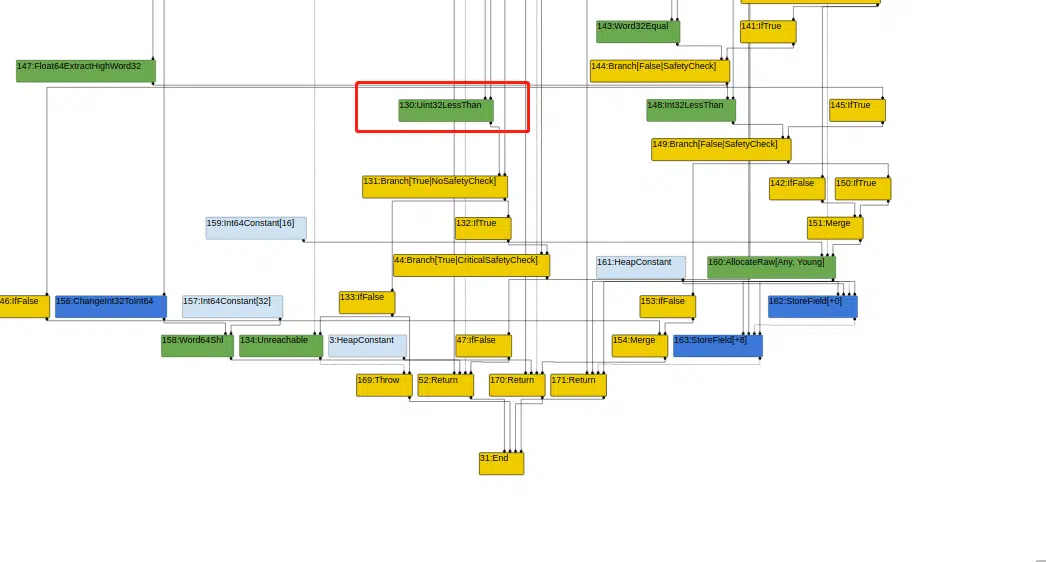 143:Word32Equal
141:IfTrue
147:Float64ExtractHighWord32
144:Branch[False|SafetyCheck]
130:Uint32LessThan
148:Int32LessThan
145:IfTrue
149:Branch[False|SafetyCheck]
131:Branch[True|NoSafetyCheck]
142:IfFalse
150:IfTrue
159:Int64Constant[16]
132:IfTrue
151:Merge
44:Branch[True|CriticalSafetyCheck]
161:HeapConstant
160:AllocateRaw[Any, Young]
46:IfFalse
156:ChangeInt32ToInt64
157:Int64Constant[32]
133:IfFalse
153:IfFalse
162:StoreField[+0]
158:Word64Shl
134:Unreachable
3:HeapConstant
47:IfFalse
154:Merge
163:StoreField[+8]
169:Throw
52:Return
170:Return
171:Return
31:End